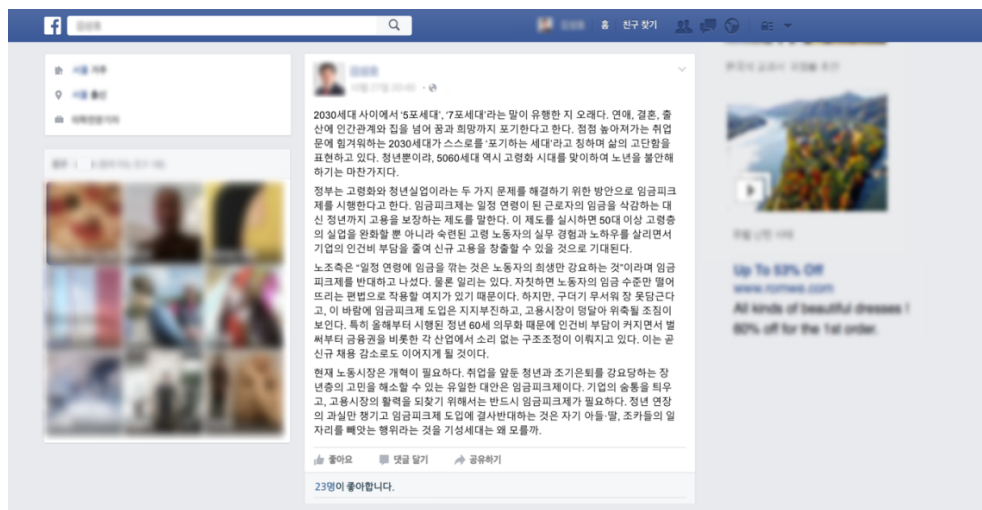 f
홈 친구 찾기
서울 거주
서울 출신
2030세대 사이에서 ‘5포세대’, ‘7포세대’라는 말이 유행한 지 오래다. 연애, 결혼, 출
산에 인간관계와 집을 넘어 꿈과 희망까지 포기한다고 한다. 점점 높아져가는 취업
문에 힘겨워하는 2030세대가 스스로를 ‘포기하는 세대’라고 칭하며 삶의 고단함을
표현하고 있다. 청년뿐이랴, 5060세대 역시 고령화 시대를 맞이하여 노년을 불안해
하기는 마찬가지다.
정부는 고령화와 청년실업이라는 두 가지 문제를 해결하기 위한 방안으로 임금피크
제를 시행한다고 한다. 임금피크제는 일정 연령이 된 근로자의 임금을 삭감하는 대
신 정년까지 고용을 보장하는 제도를 말한다. 이 제도를 실시하면 50대 이상 고령층
의 실업을 완화할 뿐 아니라 숙련된 고령 노동자의 실무 경험과 노하우를 살리면서
기업의 인건비 부담을 줄여 신규 고용을 창출할 수 있을 것으로 기대된다.
노조측은 “일정 연령에 임금을 깎는 것은 노동자의 희생만 강요하는 것”이라며 임금
피크제를 반대하고 나섰다. 물론 일리는 있다. 자칫하면 노동자의 임금 수준만 떨어
뜨리는 편법으로 작용할 여지가 있기 때문이다. 하지만, 구더기 무서워 장 못담근다
고, 이 바람에 임금피크제 도입은 지지부진하고, 고용시장이 덩달아 위축될 조짐이
보인다. 특히 올해부터 시행된 정년 60세 의무화 때문에 인건비 부담이 커지면서 벌
써부터 금융권을 비롯한 각 산업에서 소리 없는 구조조정이 이뤄지고 있다. 이는 곧
신규 채용 감소로도 이어지게 될 것이다.
현재 노동시장은 개혁이 필요하다. 취업을 앞둔 청년과 조기은퇴를 강요당하는 장
년층의 고민을 해소할 수 있는 유일한 대안은 임금피크제이다. 기업의 숨통을 틔우
고, 고용시장의 활력을 되찾기 위해서는 반드시 임금피크제가 필요하다. 정년 연장
의 과실만 챙기고 임금피크제 도입에 결사반대하는 것은 자기 아들·딸, 조카들의 일
자리를 빼앗는 행위라는 것을 기성세대는 왜 모를까.
좋아요 댓글 달기 공유하기
23명이 좋아합니다.
Up To 53% Off
www.romwe.com
All kinds of beautiful dresses !
60% off for the 1st order.